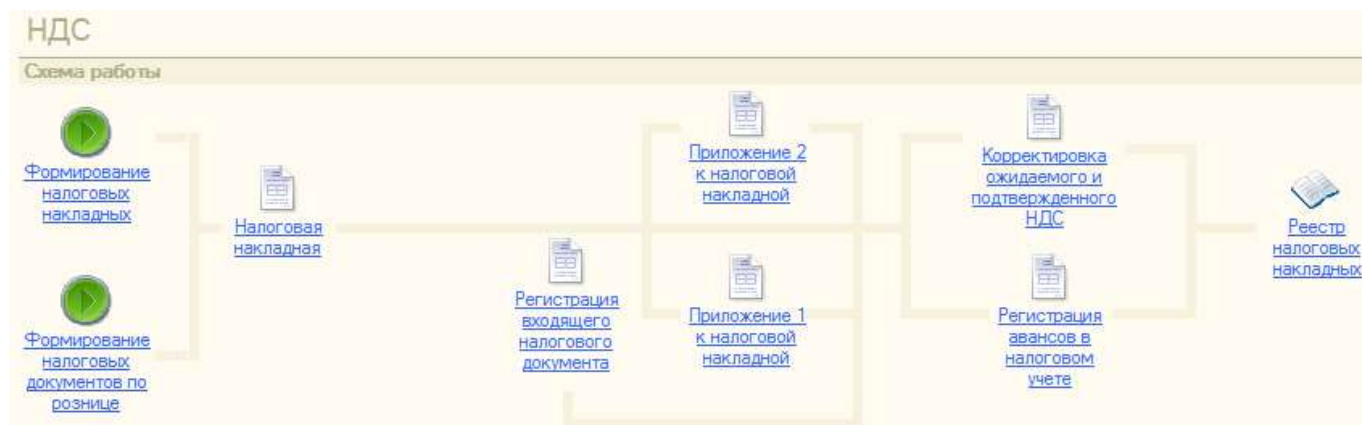 НДС
Схема работы
Формирование
налоговых
накладных
Формирование
налоговых
документов по
рознице
Налоговая
накладная
Регистрация
входящего
налогового
документа
Приложение 2
к налоговой
накладной
Приложение 1
к налоговой
накладной
Корректировка
ожидаемого и
подтвержденного
НДС
Регистрация
авансов в
налоговом
учете
Реестр
налоговых
накладных